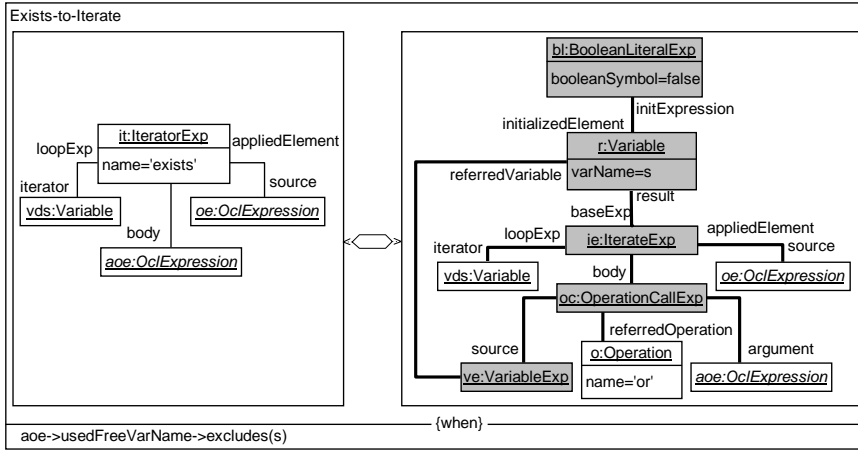 Exists-to-Iterate
it:IteratorExp
name='exists'
loopExp
appliedElement
iterator
source
vds:Variable
oe:OclExpression
body
aoe:OclExpression
bl:BooleanLiteralExp
booleanSymbol=false
initExpression
initializedElement
r:Variable
varName=s
referredVariable
result
baseExp
loopExp
appliedElement
iterator
ie:IterateExp
source
vds:Variable
body
oe:OclExpression
oc:OperationCallExp
referredOperation
source
o:Operation
argument
ve:VariableExp
name='or'
aoe:OclExpression
{when}
aoe->usedFreeVarName->excludes(s)